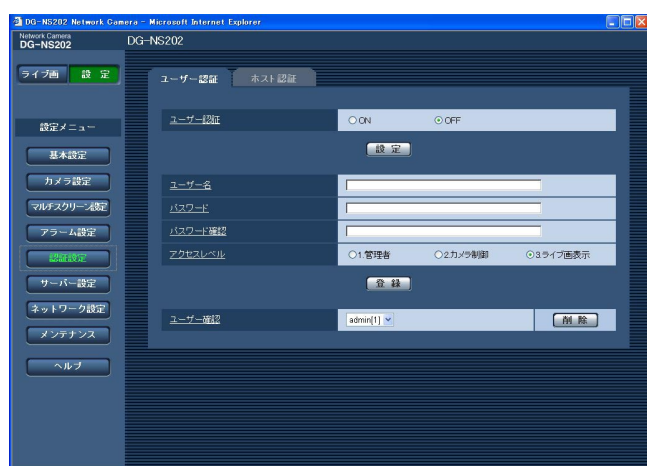 DG-NS202 Network Camera - Microsoft Internet Explorer
Network Camera
DG-NS202
DG-NS202
ライブ画 設 定
ユーザー認証 ホスト認証
設定メニュー
ユーザー認証 ON OFF
設 定
基本設定
カメラ設定
ユーザー名
マルチスクリーン設定
パスワード
アラーム設定
パスワード確認
認証設定
アクセスレベル 1.管理者 2.カメラ制御 3.ライブ画表示
サーバー設定
登 録
ネットワーク設定
ユーザー確認 admin[1] 削 除
メンテナンス
ヘルプ